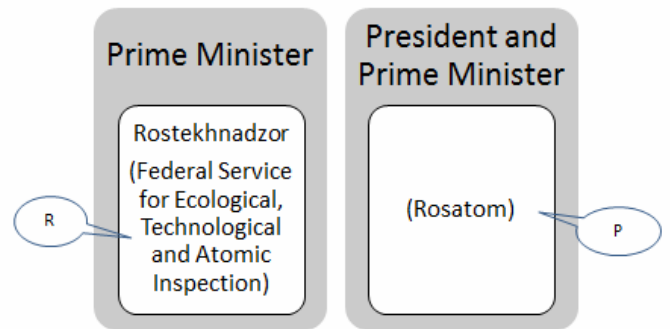 Prime Minister
Rostekhnadzor
(Federal Service
for Ecological,
Technological
and Atomic
Inspection)
R
President and
Prime Minister
(Rosatom)
P